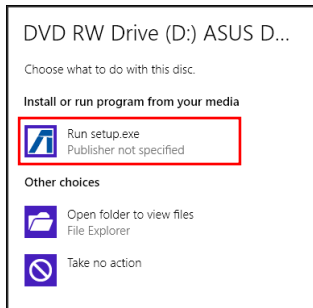 DVD RW Drive (D:) ASUS D...
Choose what to do with this disc.
Install or run program from your media
Run setup.exe
Publisher not specified
Other choices
Open folder to view files
File Explorer
Take no action